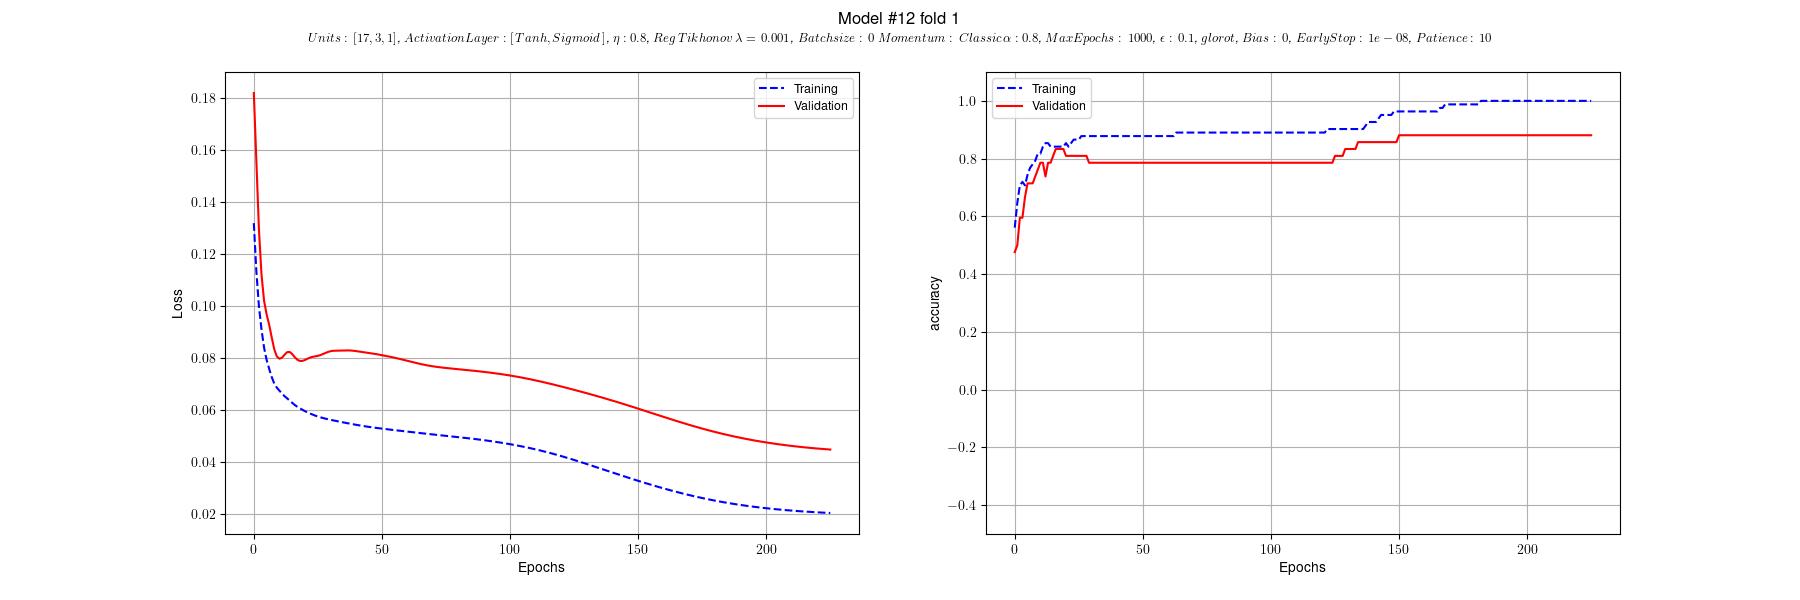 Model #12 fold 1
Units : [17, 3, 1], ActivationLayer : [Tanh, Sigmoid], η : 0.8, Reg Tikhonov λ = 0.001, Batchsize : 0 Momentum : Classicα : 0.8, MaxEpochs : 1000, ϵ : 0.1, glorot, Bias : 0, EarlyStop : 1e − 08, Patience : 10
Training
Validation
0.18
0.16
0.14
0.12
0.10
0.08
0.06
0.04
0.02
Loss
0 50 100 150 200
Epochs
Training
Validation
1.0
0.8
0.6
0.4
0.2
0.0
−0.2
−0.4
accuracy
0 50 100 150 200
Epochs